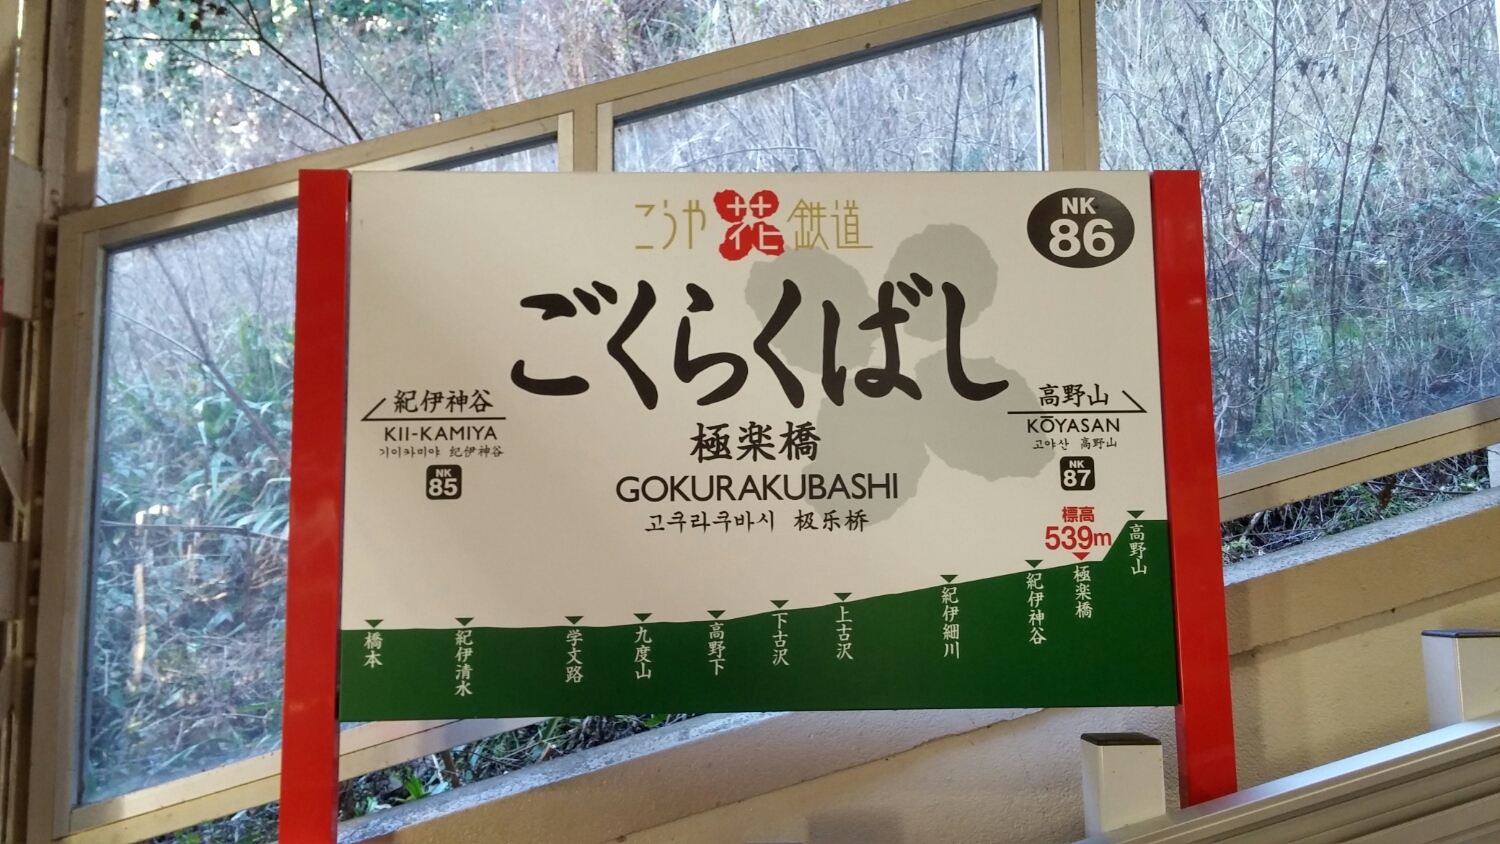 こうや花鉄道
NK
86
ごくらくばし
極楽橋
GOKURAKUBASHI
고쿠라쿠바시 极乐桥
紀伊神谷
KII-KAMIYA
기이카미야 纪伊神谷
NK
85
高野山
KŌYASAN
고야산 高野山
NK
87
標高
539m
橋本
紀伊清水
学文路
九度山
高野下
下古沢
上古沢
紀伊細川
紀伊神谷
極楽橋
高野山